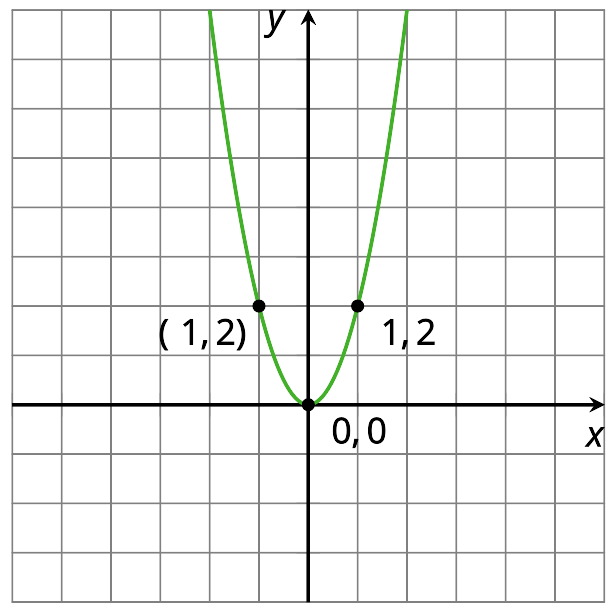 y
( 1, 2)
1, 2
0, 0
x